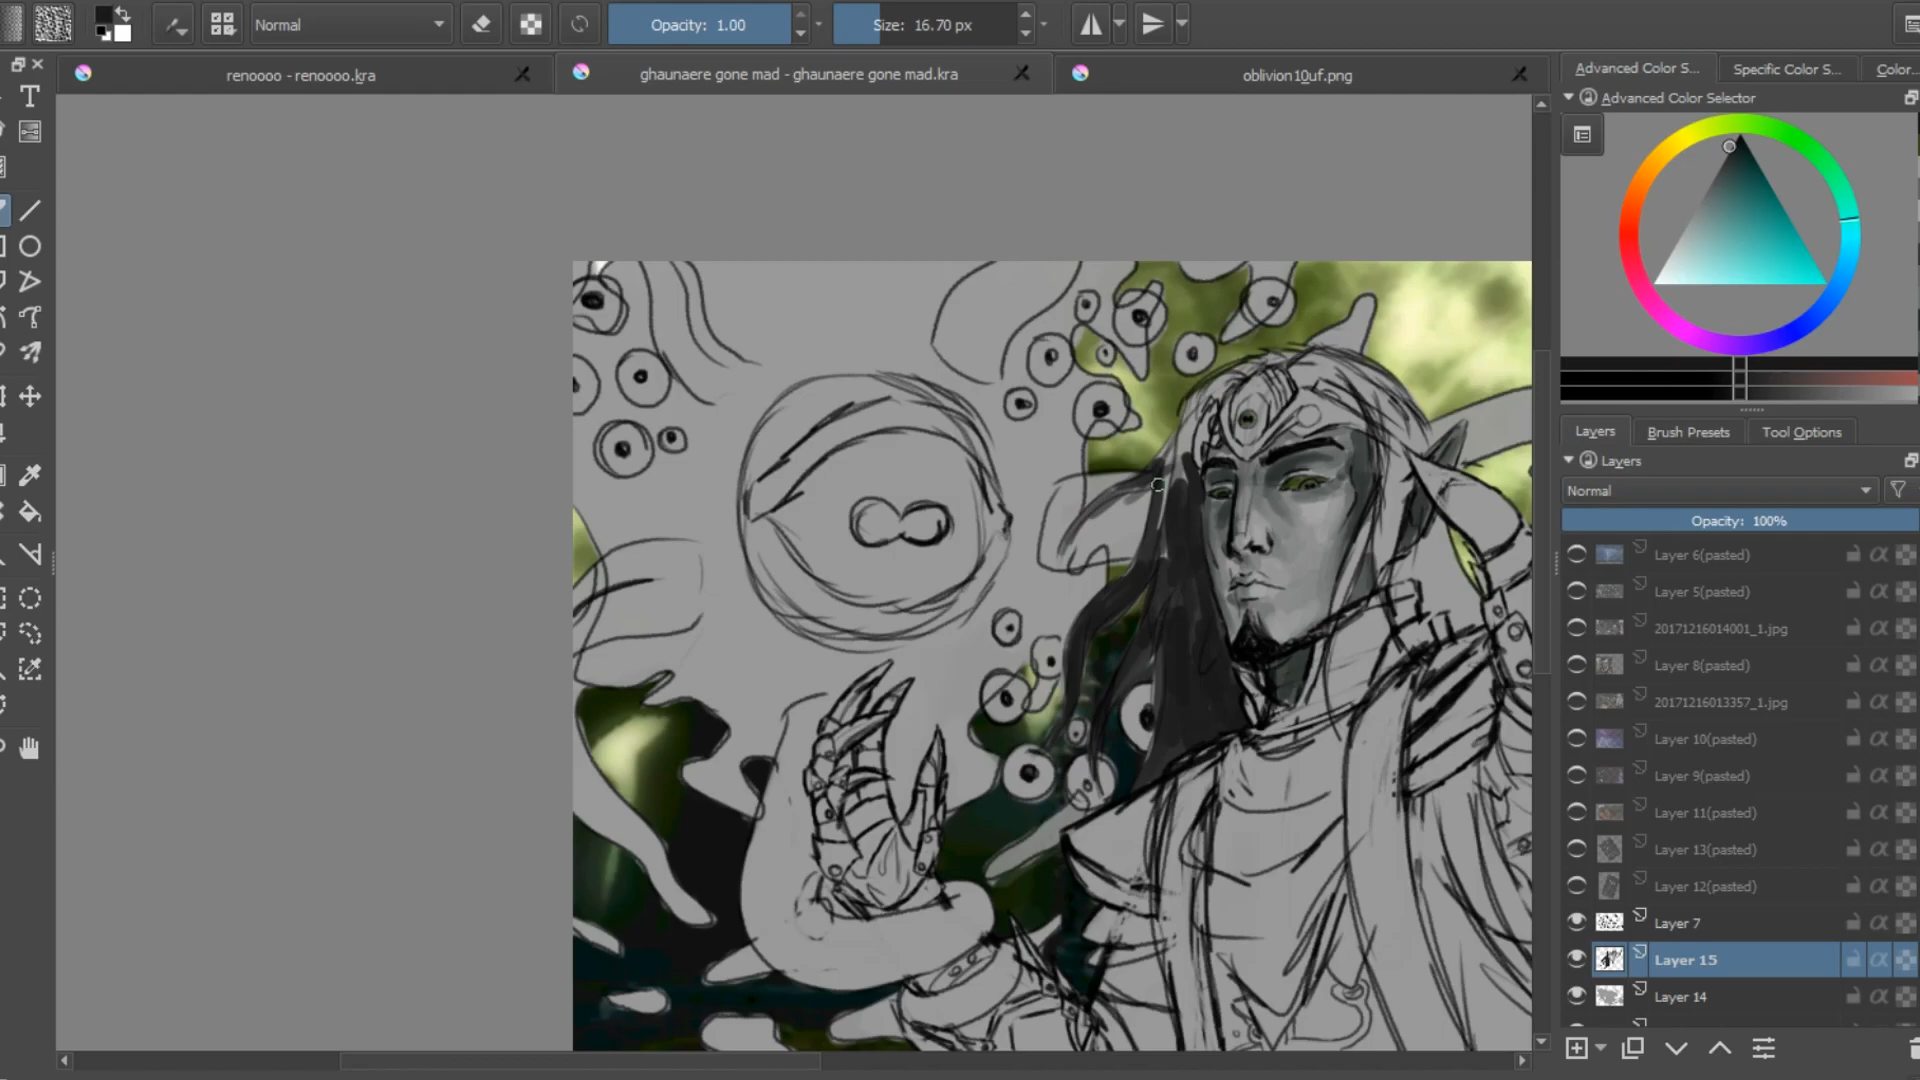 Normal
Opacity: 1.00
Size: 16.70 px
renoooo - renoooo.kra
ghaunaere gone mad - ghaunaere gone mad.kra
oblivion10uf.png
Advanced Color S...
Specific Color S...
Color...
Advanced Color Selector
Layers
Brush Presets
Tool Options
Layers
Normal
Opacity: 100%
Layer 6(pasted)
Layer 5(pasted)
20171216014001_1.jpg
Layer 8(pasted)
20171216013357_1.jpg
Layer 10(pasted)
Layer 9(pasted)
Layer 11(pasted)
Layer 13(pasted)
Layer 12(pasted)
Layer 7
Layer 15
Layer 14